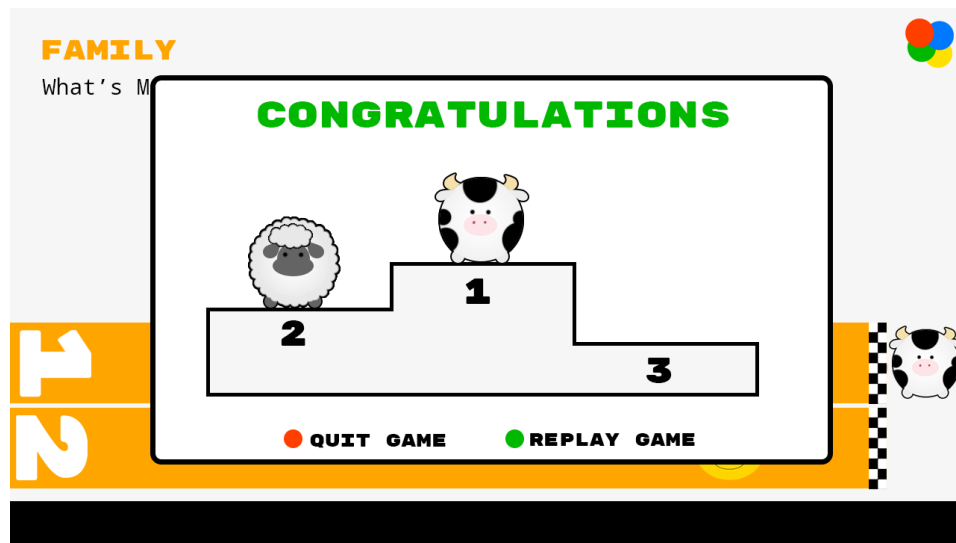 FAMILY
What's M
CONGRATULATIONS
1
2
3
QUIT GAME
REPLAY GAME
1
2